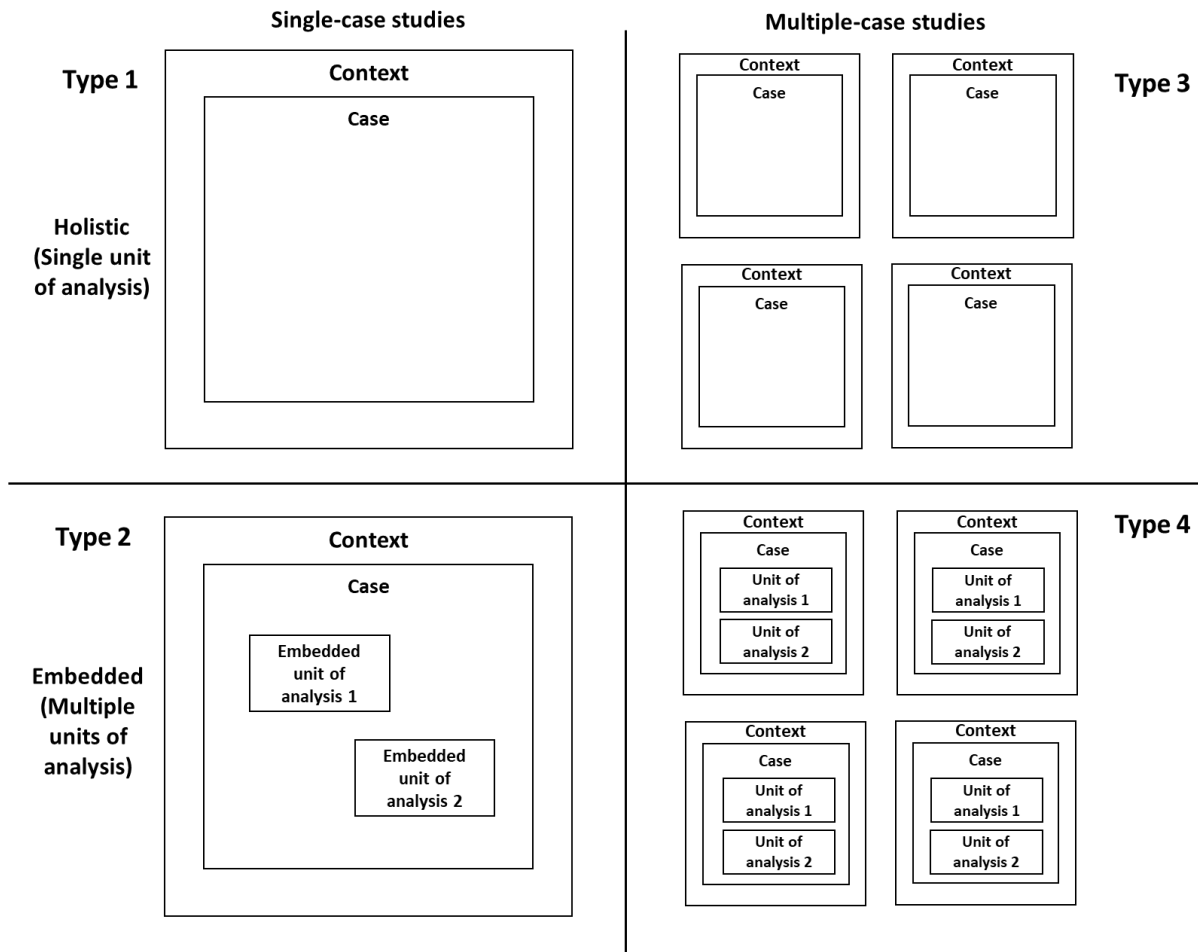 Single-case studies
Multiple-case studies
Type 1
Context
Case
Holistic
(Single unit
of analysis)
Context
Case
Context
Case
Type 3
Context
Case
Context
Case
Type 2
Context
Case
Embedded
unit of
analysis 1
Embedded
unit of
analysis 2
Embedded
(Multiple
units of
analysis)
Context
Case
Unit of
analysis 1
Unit of
analysis 2
Context
Case
Unit of
analysis 1
Unit of
analysis 2
Type 4
Context
Case
Unit of
analysis 1
Unit of
analysis 2
Context
Case
Unit of
analysis 1
Unit of
analysis 2